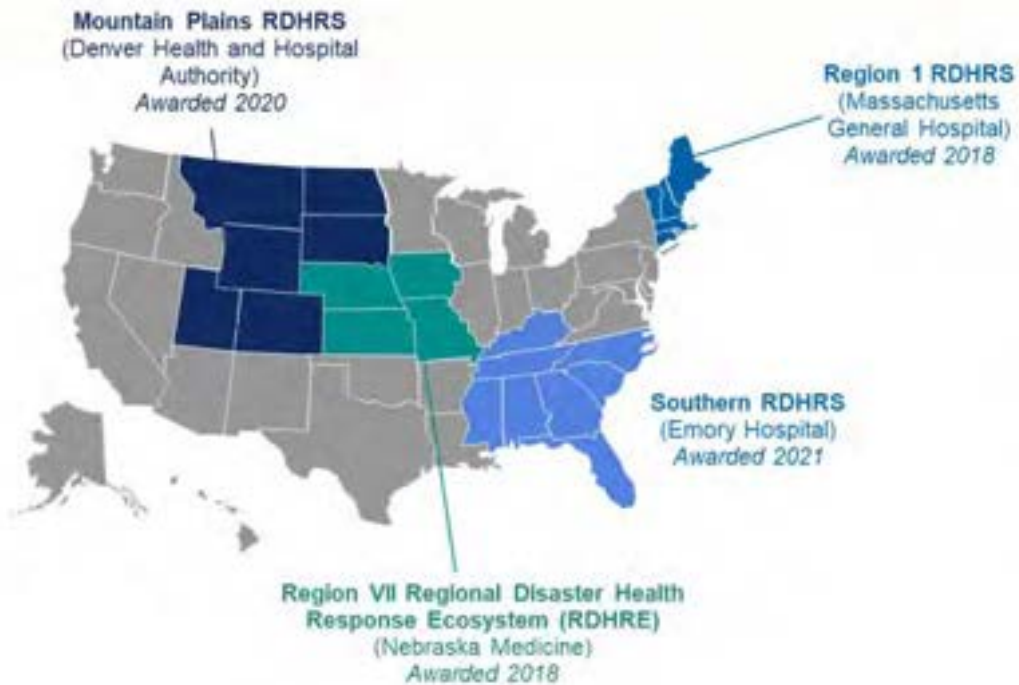 Mountain Plains RDHRS
(Denver Health and Hospital
Authority)
Awarded 2020
Region 1 RDHRS
(Massachusetts
General Hospital)
Awarded 2018
Southern RDHRS
(Emory Hospital)
Awarded 2021
Region VII Regional Disaster Health
Response Ecosystem (RDHRE)
(Nebraska Medicine)
Awarded 2018